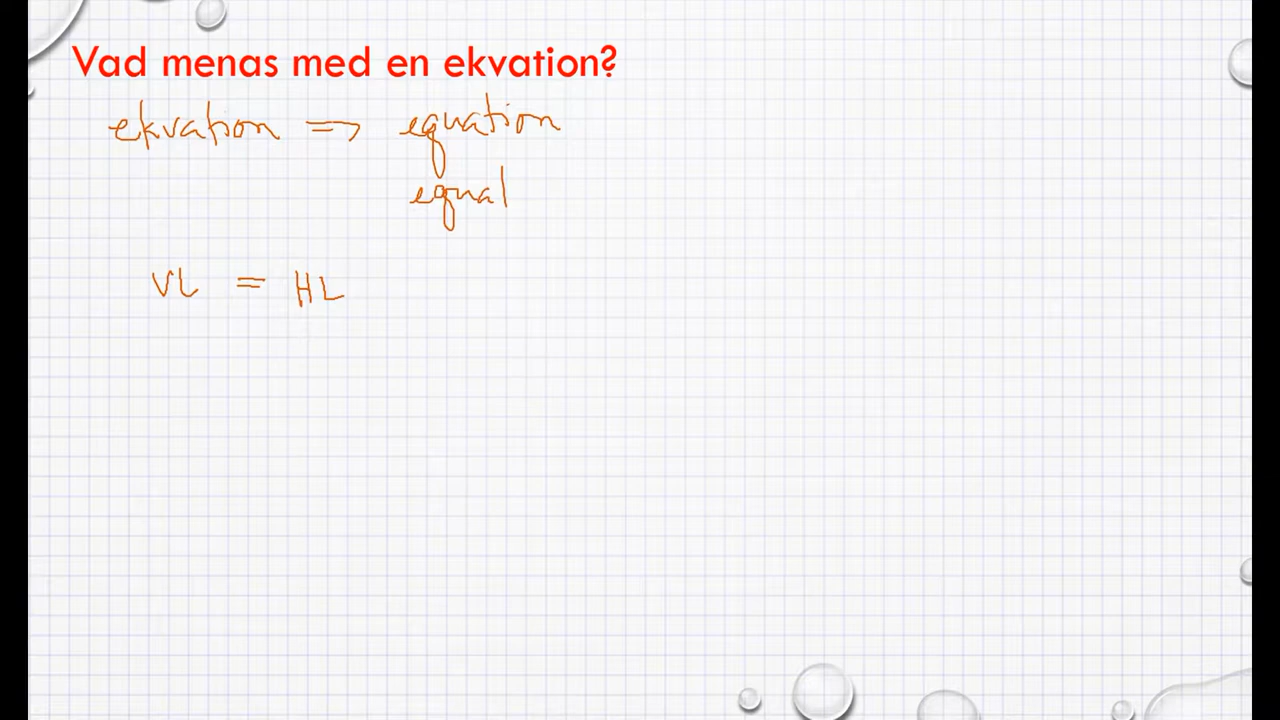 Vad menas med en ekvation?
ekvation => equation
equal
VL = HL